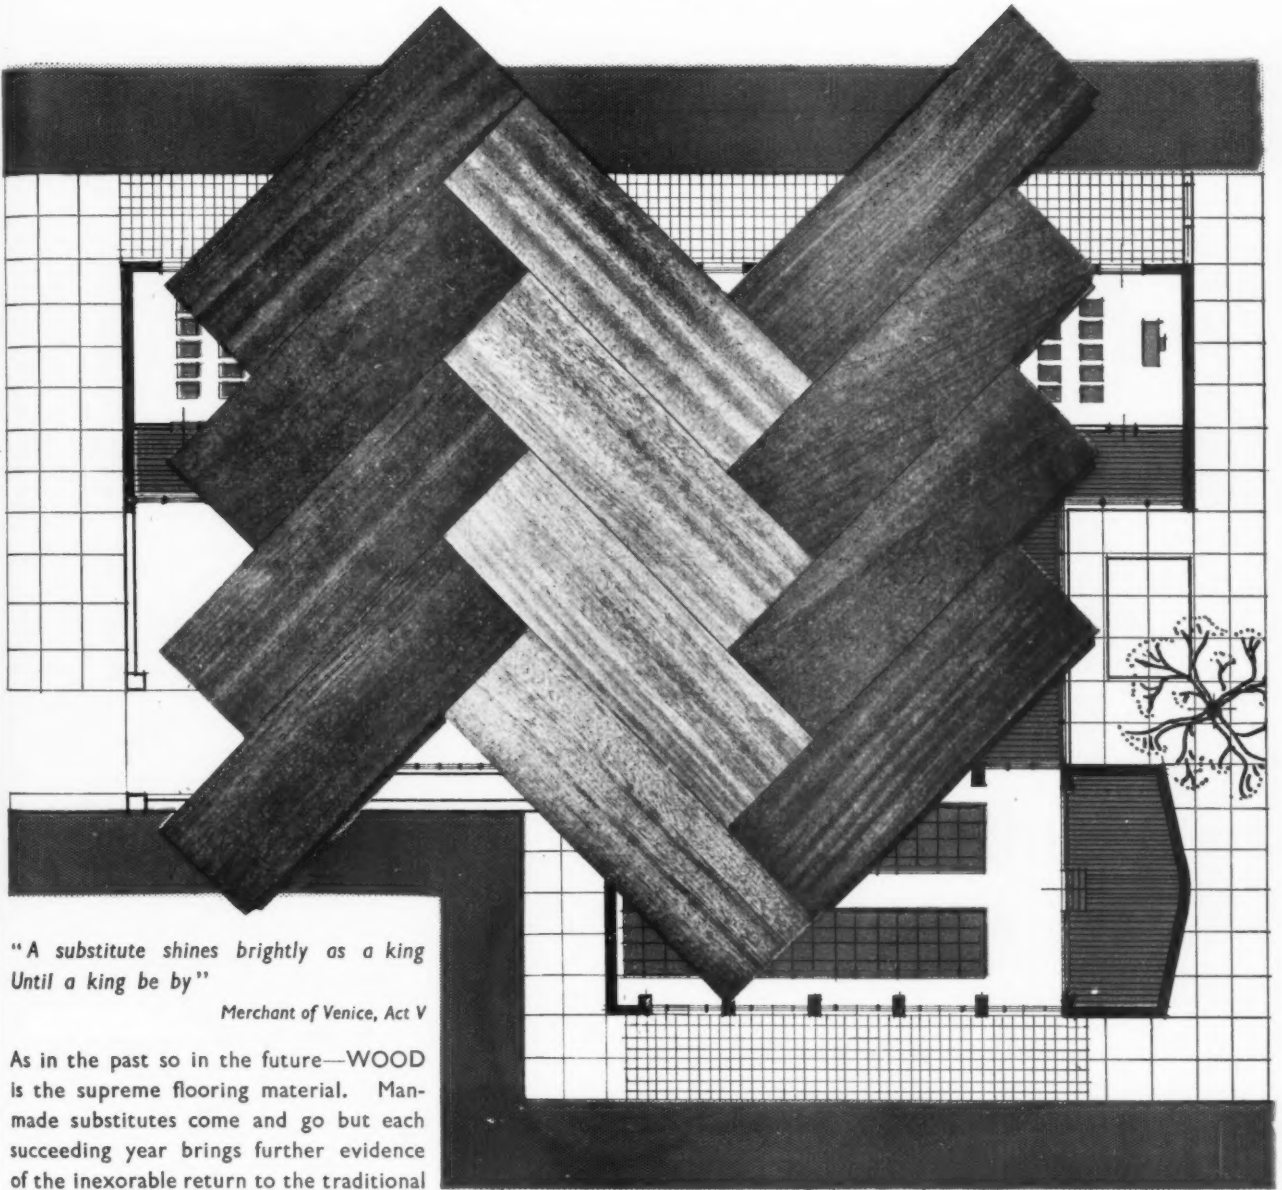 "A substitute shines brightly as a king
Until a king be by"
Merchant of Venice, Act V
As in the past so in the future—WOOD
is the supreme flooring material. Man-
made substitutes come and go but each
succeeding year brings further evidence
of the inexorable return to the traditional